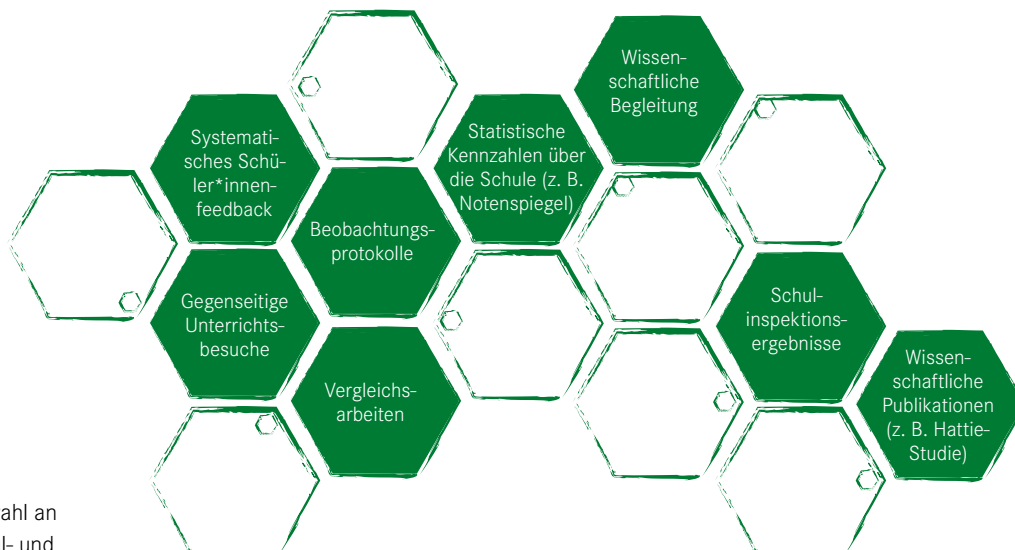 Wissen-
schaftliche
Begleitung
Systemati-
sches Schü-
ler*innen-
feedback
Statistische
Kennzahlen über
die Schule (z. B.
Notenspiegel)
Beobachtungs-
protokolle
Gegenseitige
Unterrichts-
besuche
Schul-
inspektions-
ergebnisse
Vergleichs-
arbeiten
Wissen-
schaftliche
Publikationen
(z. B. Hattie-
Studie)
ahl an
l- und